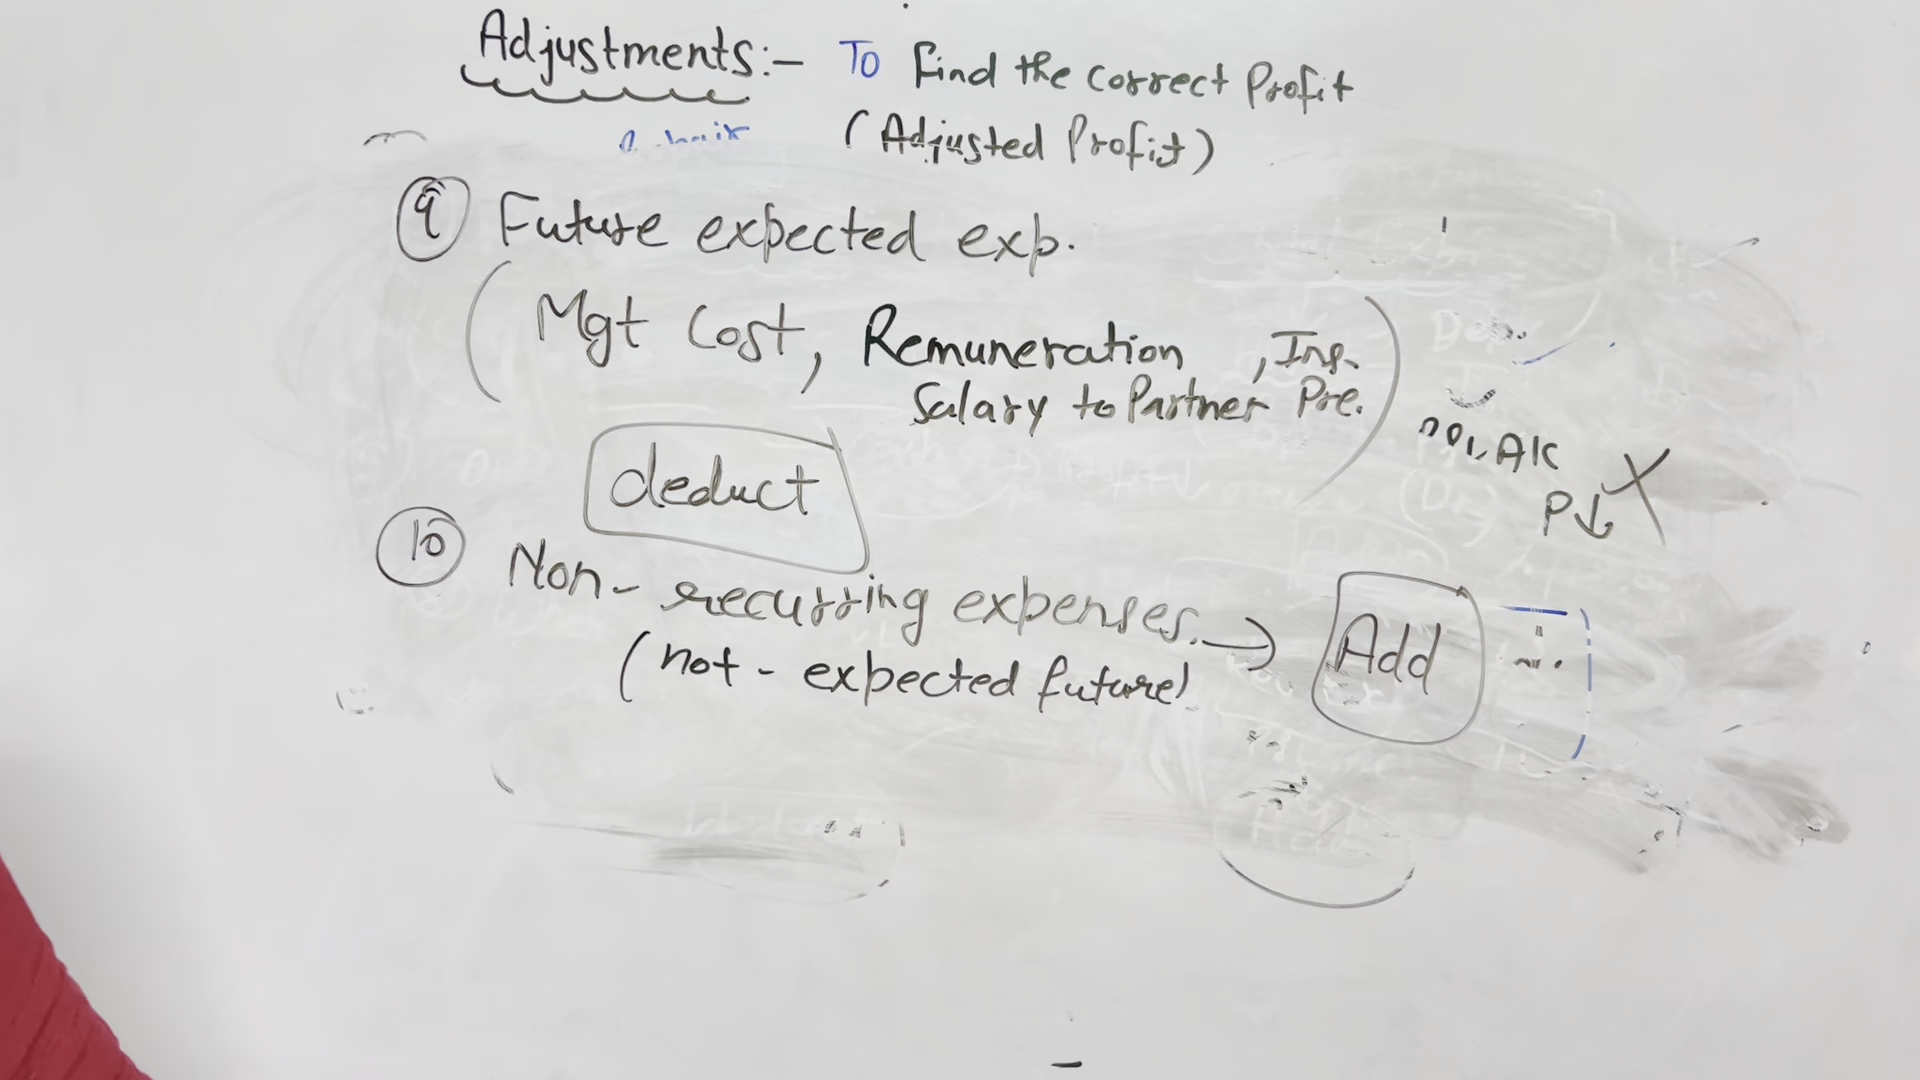 Adjustments:- To find the correct Profit
(Adjusted Profit)
9 Future expected exp.
(Mgt Cost, Remuneration, Ins.
Salary to Partner Pre.)
deduct
P↓
10 Non-recurring expenses. → Add
(not-expected future)